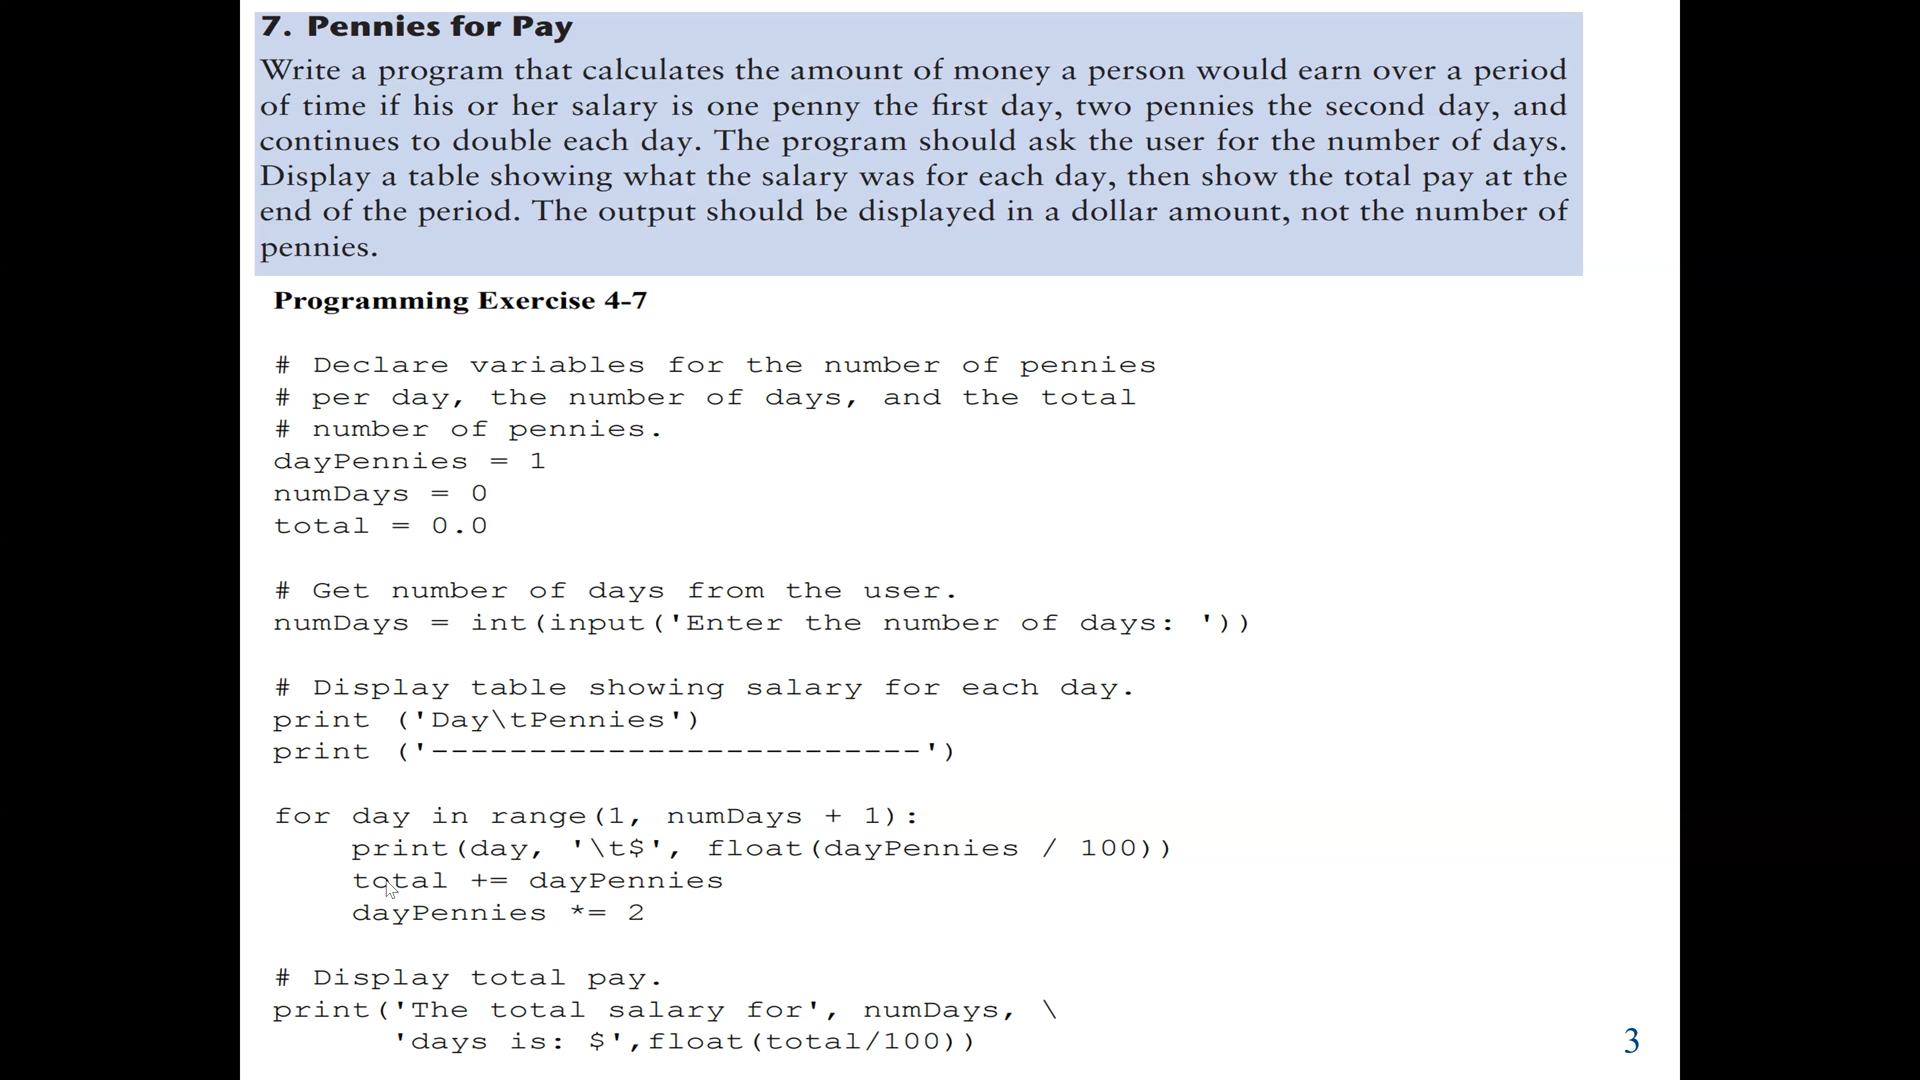 7. Pennies for Pay
Write a program that calculates the amount of money a person would earn over a period
of time if his or her salary is one penny the first day, two pennies the second day, and
continues to double each day. The program should ask the user for the number of days.
Display a table showing what the salary was for each day, then show the total pay at the
end of the period. The output should be displayed in a dollar amount, not the number of
pennies.
Programming Exercise 4-7
# Declare variables for the number of pennies
# per day, the number of days, and the total
# number of pennies.
dayPennies = 1
numDays = 0
total = 0.0
# Get number of days from the user.
numDays = int(input('Enter the number of days: '))
# Display table showing salary for each day.
print ('Day\tPennies')
print ('-------------------------')
for day in range(1, numDays + 1):
    print(day, '\t$', float(dayPennies / 100))
    total += dayPennies
    dayPennies *= 2
# Display total pay.
print('The total salary for', numDays, \
      'days is: $',float(total/100))
3